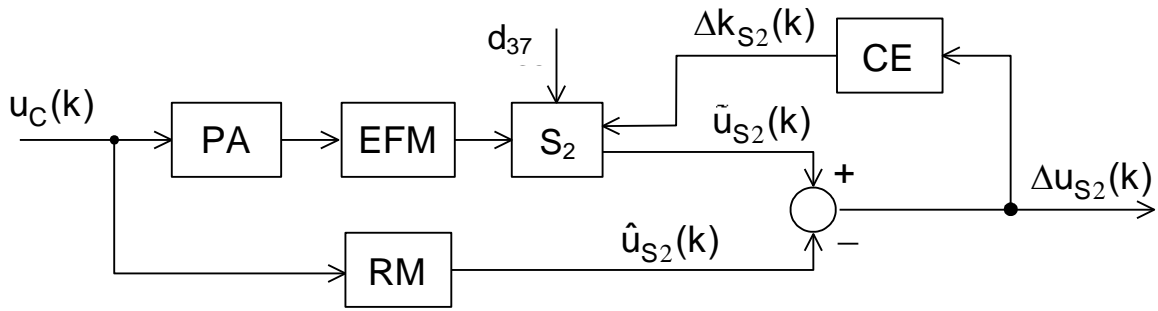 d₃₇
Δk_S2(k)
CE
u_C(k)
PA
EFM
S₂
ũ_S2(k)
+
Δu_S2(k)
RM
û_S2(k)
−